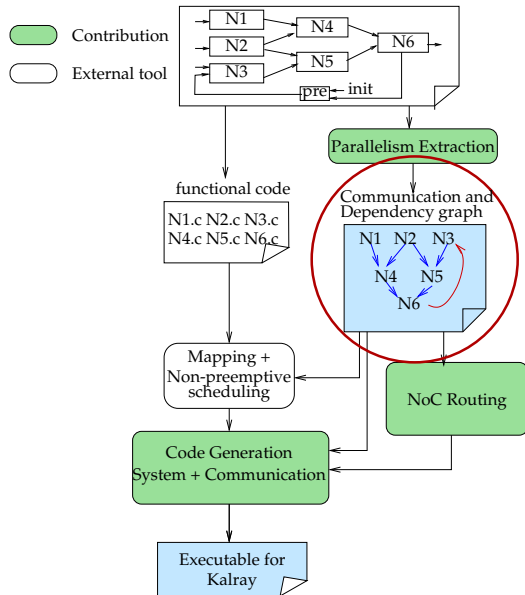 Contribution
External tool
N1
N2
N3
N4
N5
N6
pre
init
Parallelism Extraction
functional code
N1.c N2.c N3.c
N4.c N5.c N6.c
Communication and
Dependency graph
N1 N2 N3
N4 N5
N6
Mapping +
Non-preemptive
scheduling
NoC Routing
Code Generation
System + Communication
Executable for
Kalray